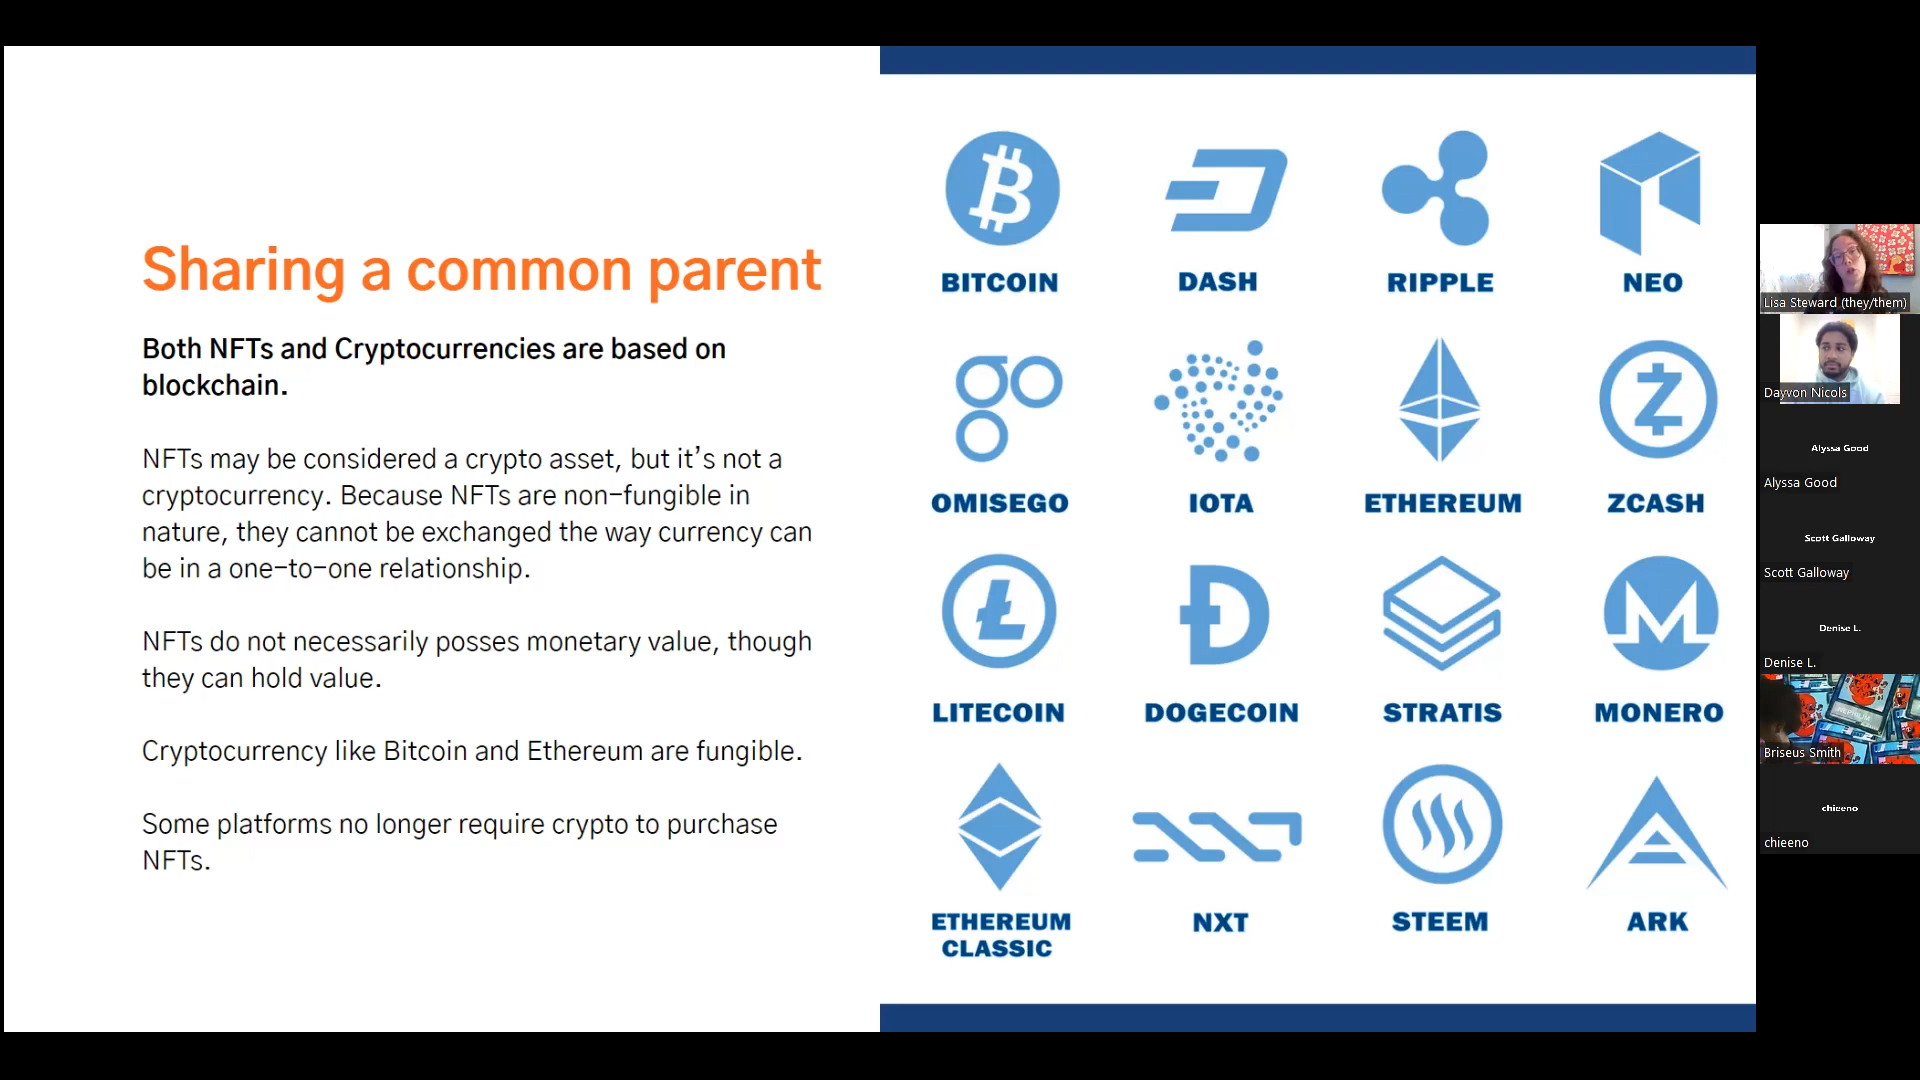 Sharing a common parent
Both NFTs and Cryptocurrencies are based on
blockchain.
NFTs may be considered a crypto asset, but it's not a
cryptocurrency. Because NFTs are non-fungible in
nature, they cannot be exchanged the way currency can
be in a one-to-one relationship.
NFTs do not necessarily posses monetary value, though
they can hold value.
Cryptocurrency like Bitcoin and Ethereum are fungible.
Some platforms no longer require crypto to purchase
NFTs.
BITCOIN
DASH
RIPPLE
NEO
OMISEGO
IOTA
ETHEREUM
ZCASH
LITECOIN
DOGECOIN
STRATIS
MONERO
ETHEREUM
CLASSIC
NXT
STEEM
ARK
Lisa Steward (they/them)
Dayvon Nicols
Alyssa Good
Alyssa Good
Scott Galloway
Scott Galloway
Denise L.
Denise L.
Briseus Smith
chieeno
chieeno